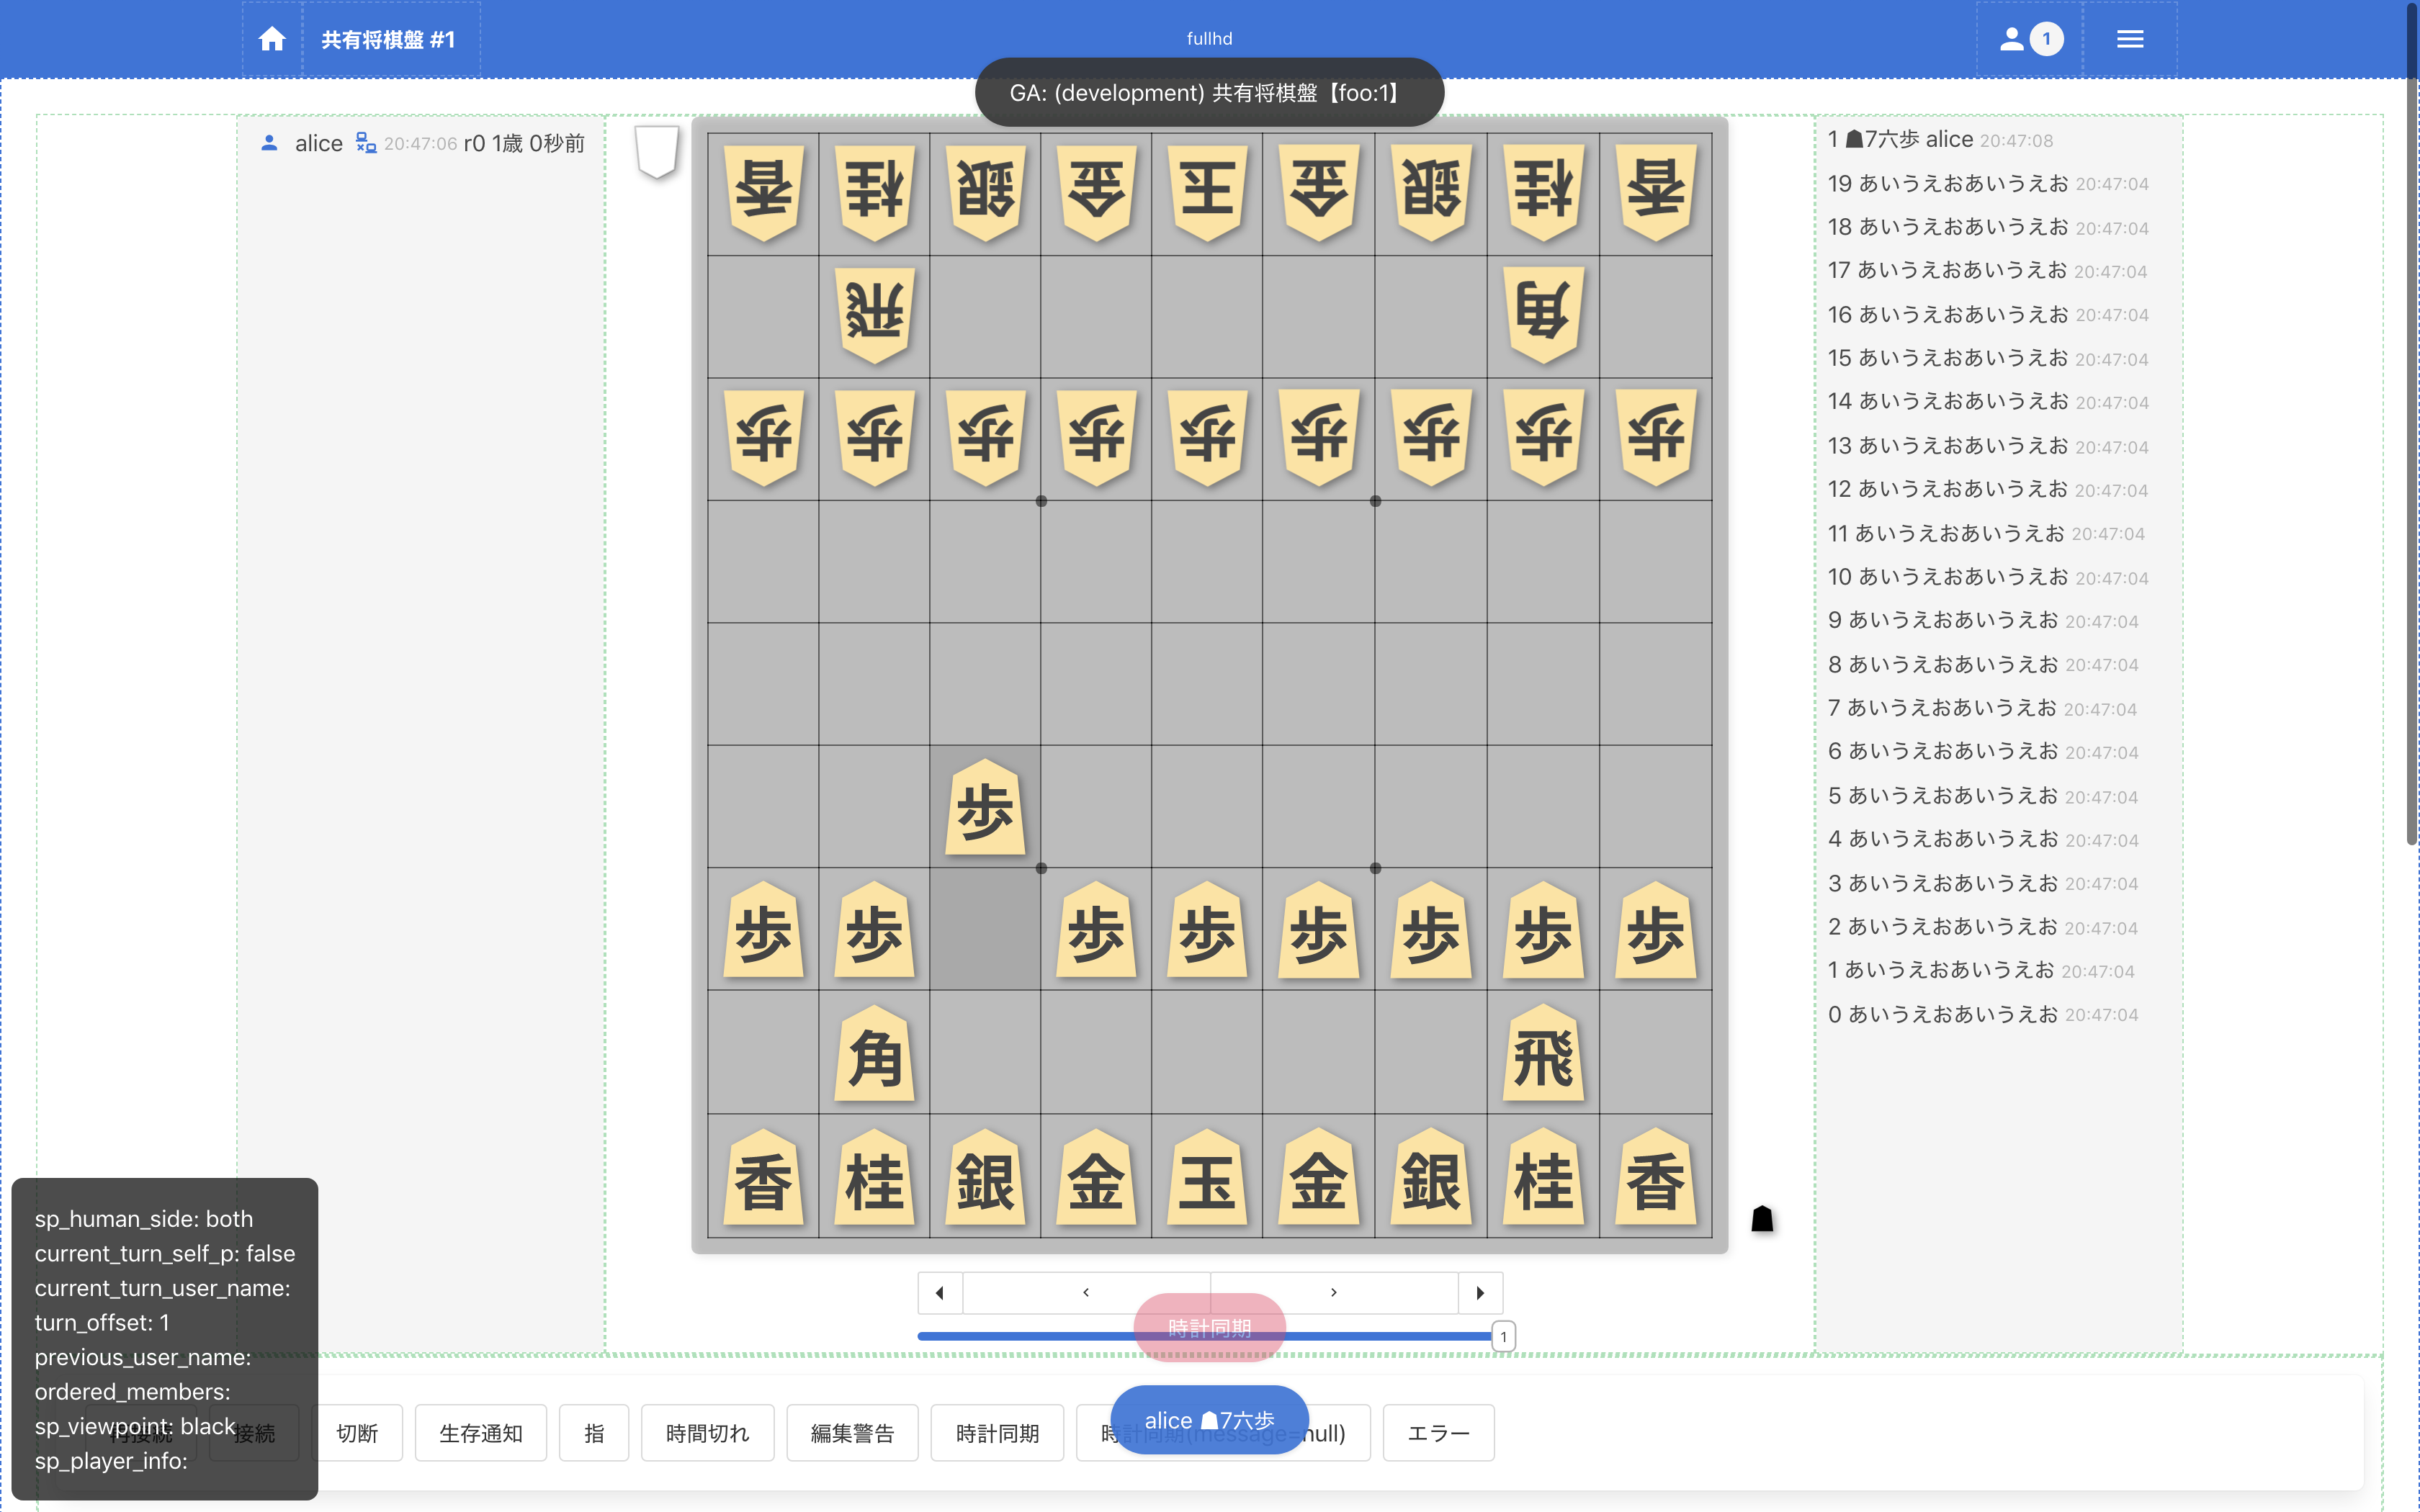 共有将棋盤 #1
fullhd
1
GA: (development) 共有将棋盤【foo:1】
alice 20:47:06 r0 1歳 0秒前
香 桂 銀 金 玉 金 銀 桂 香
飛 角
歩 歩 歩 歩 歩 歩 歩 歩 歩
歩
歩 歩 歩 歩 歩 歩 歩 歩
角 飛
香 桂 銀 金 玉 金 銀 桂 香
1 ☗7六歩 alice 20:47:08
19 あいうえおあいうえお 20:47:04
18 あいうえおあいうえお 20:47:04
17 あいうえおあいうえお 20:47:04
16 あいうえおあいうえお 20:47:04
15 あいうえおあいうえお 20:47:04
14 あいうえおあいうえお 20:47:04
13 あいうえおあいうえお 20:47:04
12 あいうえおあいうえお 20:47:04
11 あいうえおあいうえお 20:47:04
10 あいうえおあいうえお 20:47:04
9 あいうえおあいうえお 20:47:04
8 あいうえおあいうえお 20:47:04
7 あいうえおあいうえお 20:47:04
6 あいうえおあいうえお 20:47:04
5 あいうえおあいうえお 20:47:04
4 あいうえおあいうえお 20:47:04
3 あいうえおあいうえお 20:47:04
2 あいうえおあいうえお 20:47:04
1 あいうえおあいうえお 20:47:04
0 あいうえおあいうえお 20:47:04
時計同期
1
alice ☗7六歩
sp_human_side: both
current_turn_self_p: false
current_turn_user_name:
turn_offset: 1
previous_user_name:
ordered_members:
sp_viewpoint: black
sp_player_info:
再接続 接続 切断 生存通知 指 時間切れ 編集警告 時計同期 時計同期(message=null) エラー